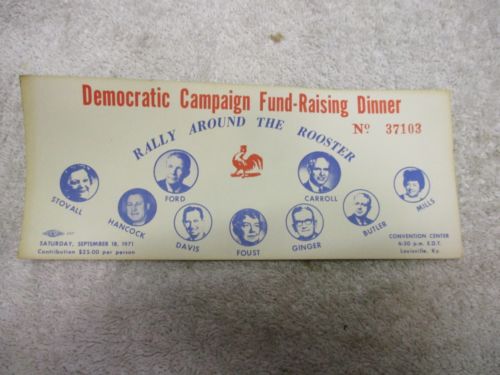 Democratic Campaign Fund-Raising Dinner
RALLY AROUND THE ROOSTER
Nº 37103
STOVALL
HANCOCK
FORD
DAVIS
FOUST
CARROLL
GINGER
BUTLER
MILLS
SATURDAY, SEPTEMBER 18, 1971
Contribution $25.00 per person
CONVENTION CENTER
6:30 p.m. E.D.T.
Louisville, Ky.